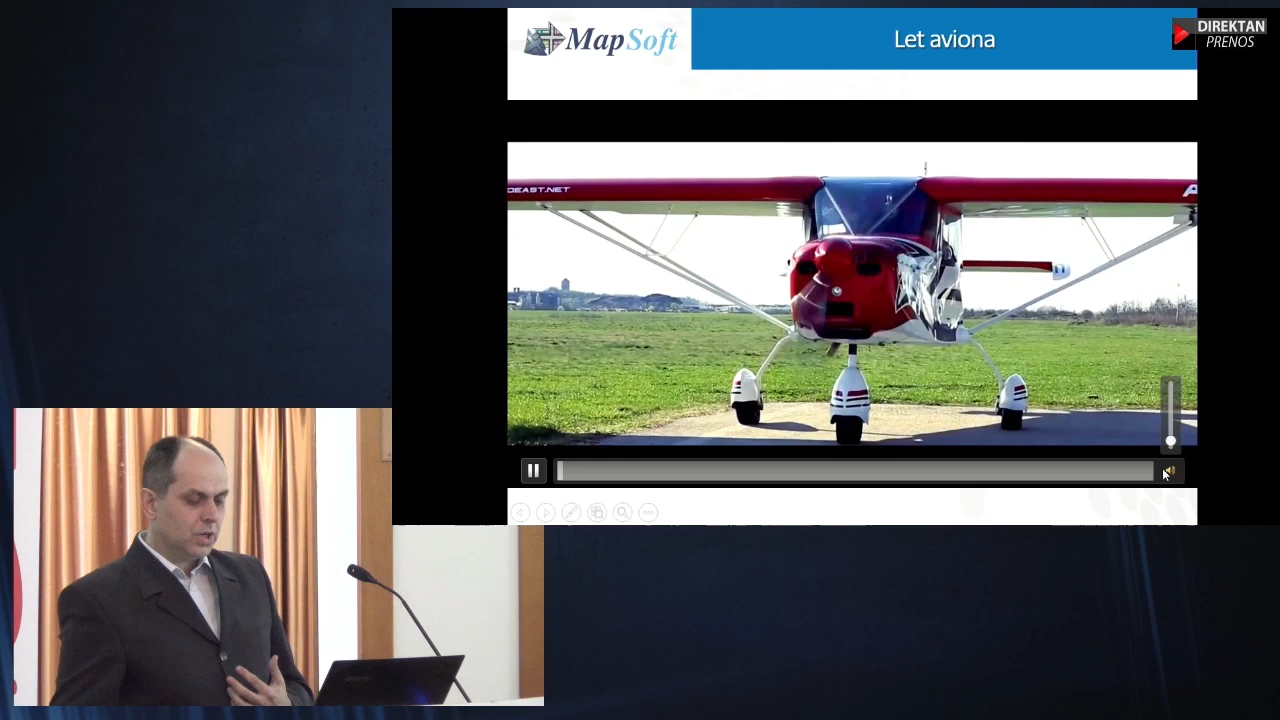 MapSoft
Let aviona
DIREKTAN
PRENOS
OEAST.NET
A